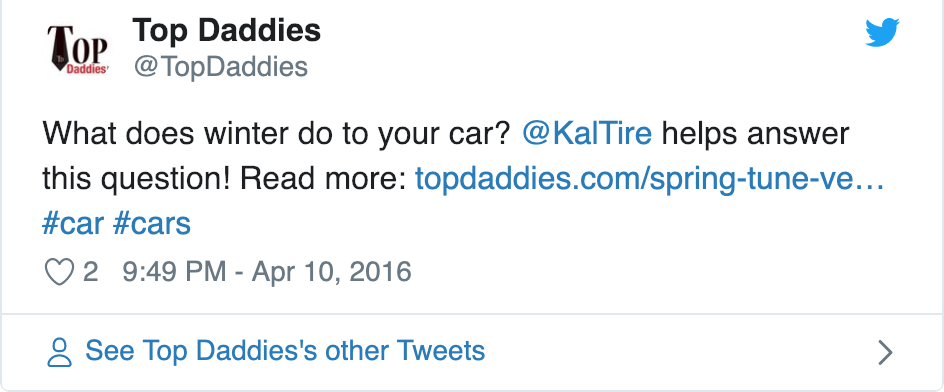 Top Daddies
Top Daddies
@TopDaddies
What does winter do to your car? @KalTire helps answer
this question! Read more: topdaddies.com/spring-tune-ve…
#car #cars
2 9:49 PM - Apr 10, 2016
See Top Daddies's other Tweets